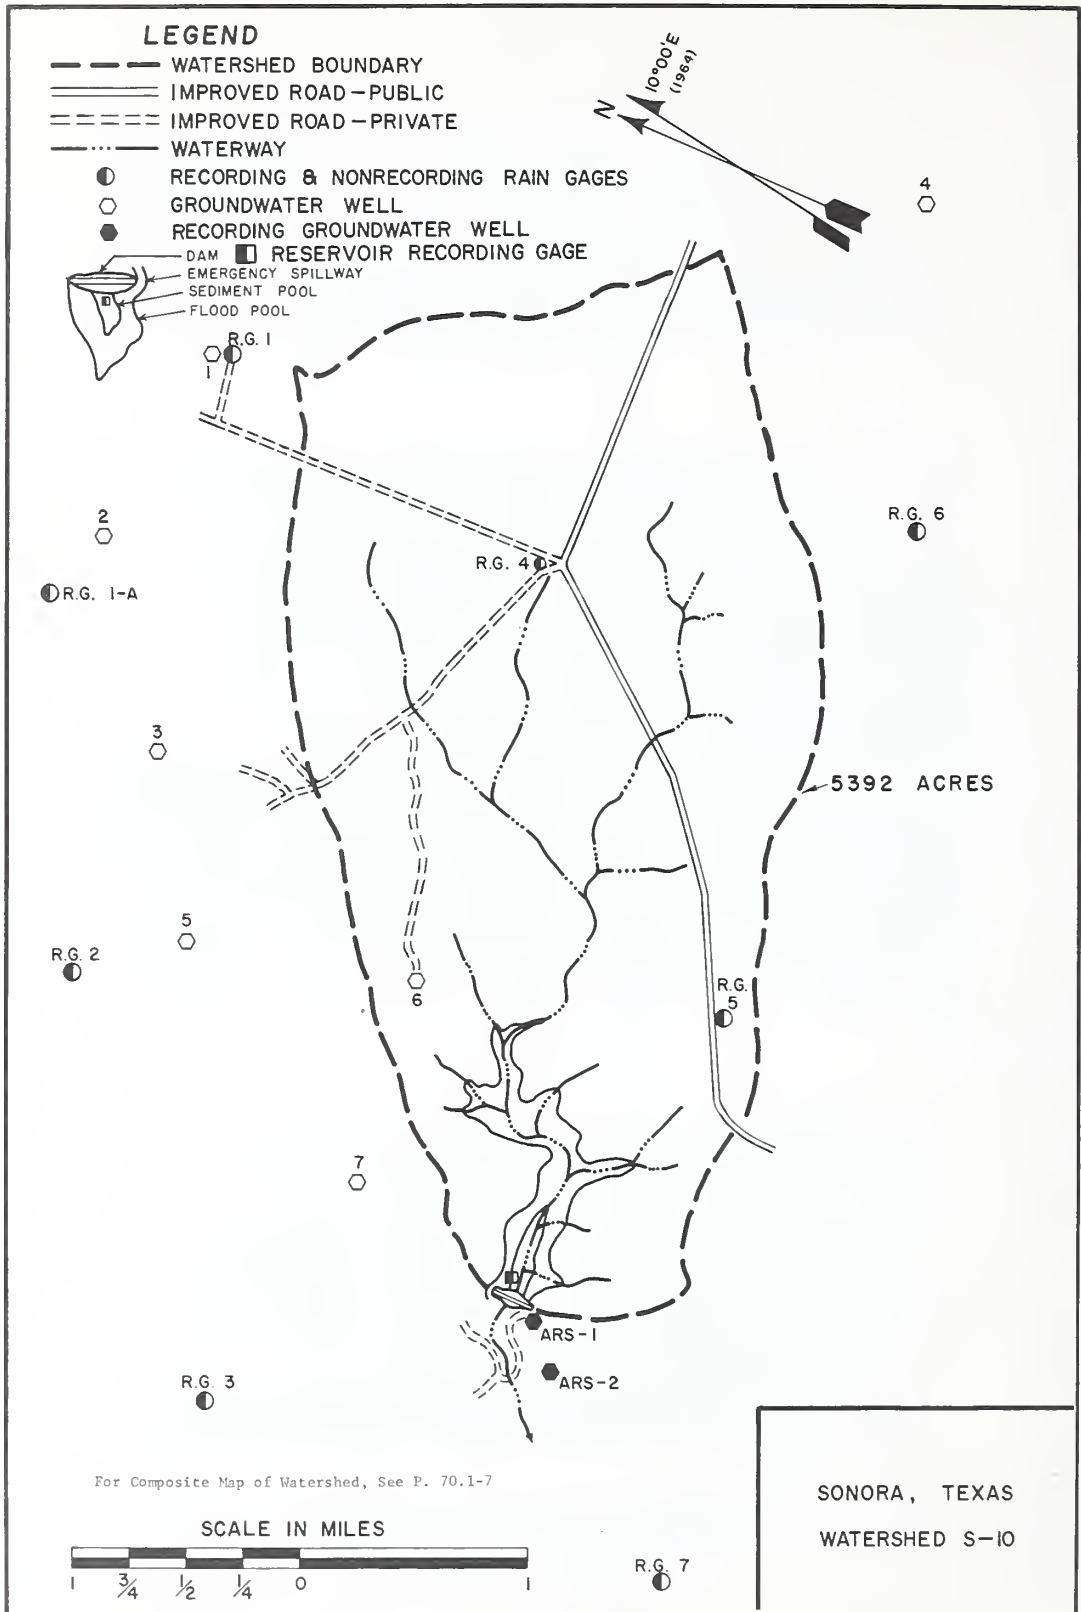 LEGEND
WATERSHED BOUNDARY
IMPROVED ROAD-PUBLIC
IMPROVED ROAD-PRIVATE
WATERWAY
RECORDING & NONRECORDING RAIN GAGES
GROUNDWATER WELL
RECORDING GROUNDWATER WELL
DAM RESERVOIR RECORDING GAGE
EMERGENCY SPILLWAY
SEDIMENT POOL
FLOOD POOL
N
10°00'E
(1964)
4
R.G. 1
1
2
R.G. 6
R.G. 4
R.G. 1-A
3
5392 ACRES
5
R.G. 2
6
R.G.
5
7
ARS-1
ARS-2
R.G. 3
For Composite Map of Watershed, See P. 70.1-7
SCALE IN MILES
1 3/4 1/2 1/4 0 1
R.G. 7
SONORA, TEXAS
WATERSHED S-10